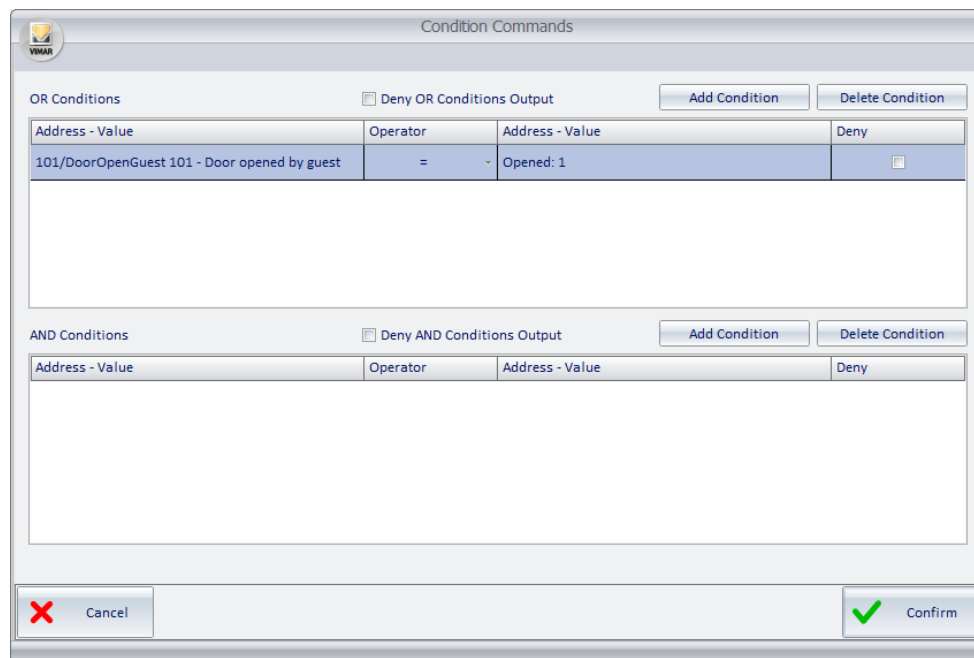 Condition Commands
VIMAR
OR Conditions Deny OR Conditions Output Add Condition Delete Condition
Address - Value Operator Address - Value Deny
101/DoorOpenGuest 101 - Door opened by guest = Opened: 1
AND Conditions Deny AND Conditions Output Add Condition Delete Condition
Address - Value Operator Address - Value Deny
Cancel Confirm